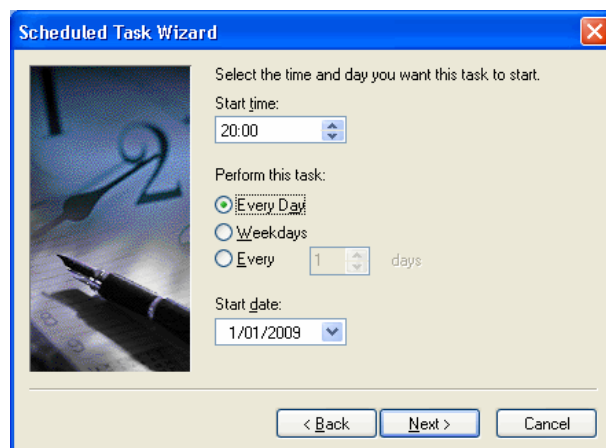 Scheduled Task Wizard
Select the time and day you want this task to start.
Start time:
20:00
Perform this task:
Every Day
Weekdays
Every 1 days
Start date:
1/01/2009
< Back Next > Cancel
2